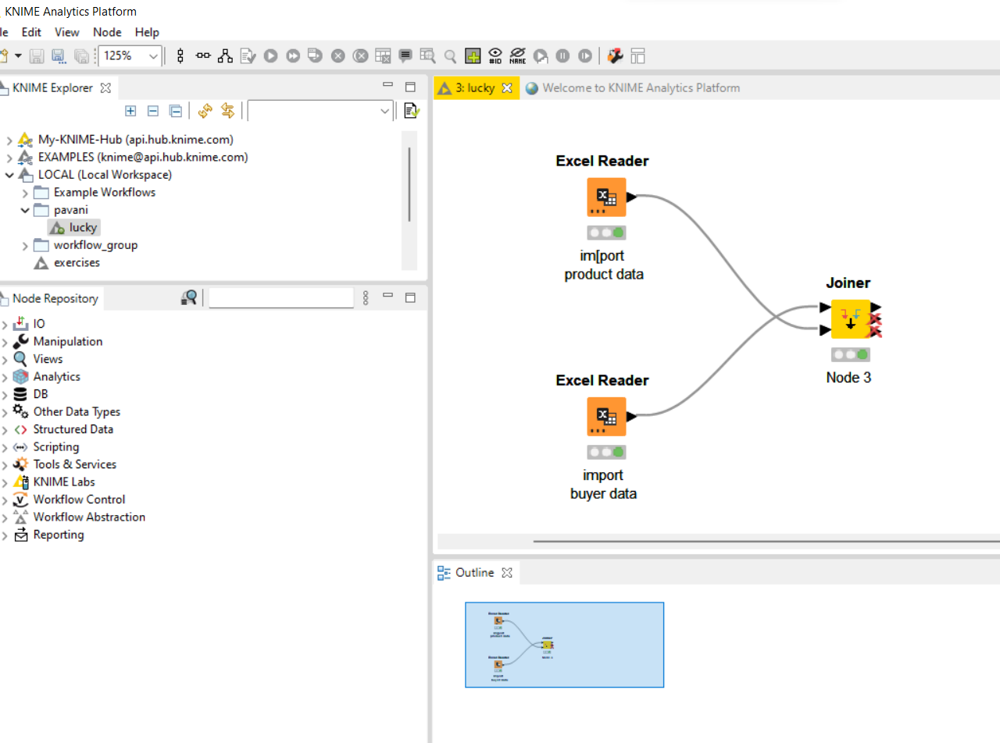 KNIME Analytics Platform
le Edit View Node Help
125%
#ID
NAME
KNIME Explorer
My-KNIME-Hub (api.hub.knime.com)
EXAMPLES (knime@api.hub.knime.com)
LOCAL (Local Workspace)
Example Workflows
pavani
lucky
workflow_group
exercises
Node Repository
IO
Manipulation
Views
Analytics
DB
Other Data Types
Structured Data
Scripting
Tools & Services
KNIME Labs
Workflow Control
Workflow Abstraction
Reporting
3: lucky
Welcome to KNIME Analytics Platform
Excel Reader
im[port
product data
Joiner
Node 3
Excel Reader
import
buyer data
Outline